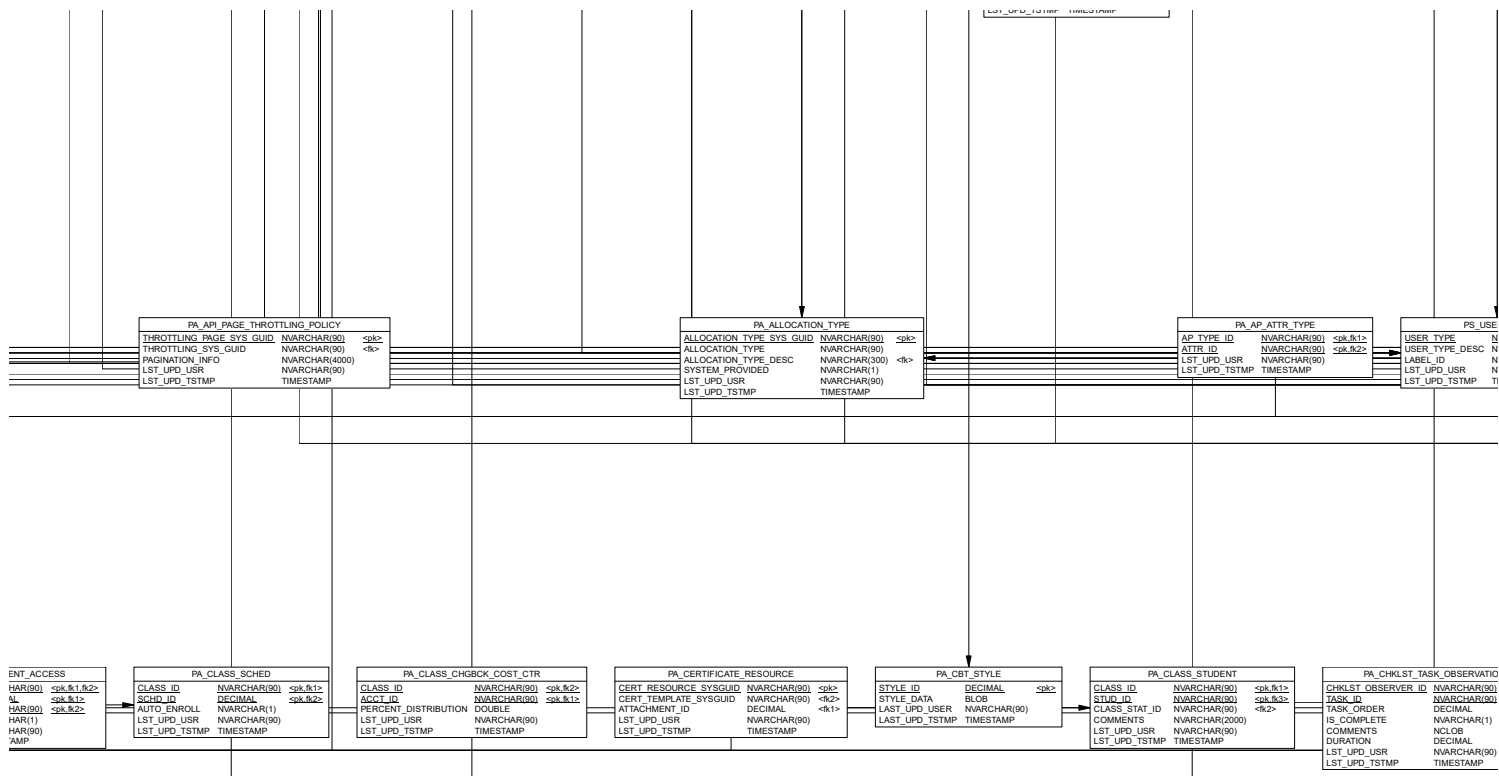 LST_UPD_TSTMP TIMESTAMP
PA_API_PAGE_THROTTLING_POLICY
THROTTLING_PAGE_SYS_GUID NVARCHAR(90) <pk>
THROTTLING_SYS_GUID NVARCHAR(90) <fk>
PAGINATION_INFO NVARCHAR(4000)
LST_UPD_USR NVARCHAR(90)
LST_UPD_TSTMP TIMESTAMP
PA_ALLOCATION_TYPE
ALLOCATION_TYPE_SYS_GUID NVARCHAR(90) <pk>
ALLOCATION_TYPE NVARCHAR(90)
ALLOCATION_TYPE_DESC NVARCHAR(300) <fk>
SYSTEM_PROVIDED NVARCHAR(1)
LST_UPD_USR NVARCHAR(90)
LST_UPD_TSTMP TIMESTAMP
PA_AP_ATTR_TYPE
AP_TYPE_ID NVARCHAR(90) <pk,fk1>
ATTR_ID NVARCHAR(90) <pk,fk2>
LST_UPD_USR NVARCHAR(90)
LST_UPD_TSTMP TIMESTAMP
PS_USE
USER_TYPE N
USER_TYPE_DESC N
LABEL_ID N
LST_UPD_USR N
LST_UPD_TSTMP T
ENT_ACCESS
HAR(90) <pk,fk1,fk2>
AL <pk,fk1>
HAR(90) <pk,fk2>
HAR(1)
HAR(90)
TAMP
PA_CLASS_SCHED
CLASS_ID NVARCHAR(90) <pk,fk1>
SCHD_ID DECIMAL <pk,fk2>
AUTO_ENROLL NVARCHAR(1)
LST_UPD_USR NVARCHAR(90)
LST_UPD_TSTMP TIMESTAMP
PA_CLASS_CHGBCK_COST_CTR
CLASS_ID NVARCHAR(90) <pk,fk2>
ACCT_ID NVARCHAR(90) <pk,fk1>
PERCENT_DISTRIBUTION DOUBLE
LST_UPD_USR NVARCHAR(90)
LST_UPD_TSTMP TIMESTAMP
PA_CERTIFICATE_RESOURCE
CERT_RESOURCE_SYSGUID NVARCHAR(90) <pk>
CERT_TEMPLATE_SYSGUID NVARCHAR(90) <fk2>
ATTACHMENT_ID DECIMAL <fk1>
LST_UPD_USR NVARCHAR(90)
LST_UPD_TSTMP TIMESTAMP
PA_CBT_STYLE
STYLE_ID DECIMAL <pk>
STYLE_DATA BLOB
LAST_UPD_USER NVARCHAR(90)
LAST_UPD_TSTMP TIMESTAMP
PA_CLASS_STUDENT
CLASS_ID NVARCHAR(90) <pk,fk1>
STUD_ID NVARCHAR(90) <pk,fk3>
CLASS_STAT_ID NVARCHAR(90) <fk2>
COMMENTS NVARCHAR(2000)
LST_UPD_USR NVARCHAR(90)
LST_UPD_TSTMP TIMESTAMP
PA_CHKLST_TASK_OBSERVATIO
CHKLST_OBSERVER_ID NVARCHAR(90)
TASK_ID NVARCHAR(90)
TASK_ORDER DECIMAL
IS_COMPLETE NVARCHAR(1)
COMMENTS NCLOB
DURATION DECIMAL
LST_UPD_USR NVARCHAR(90)
LST_UPD_TSTMP TIMESTAMP